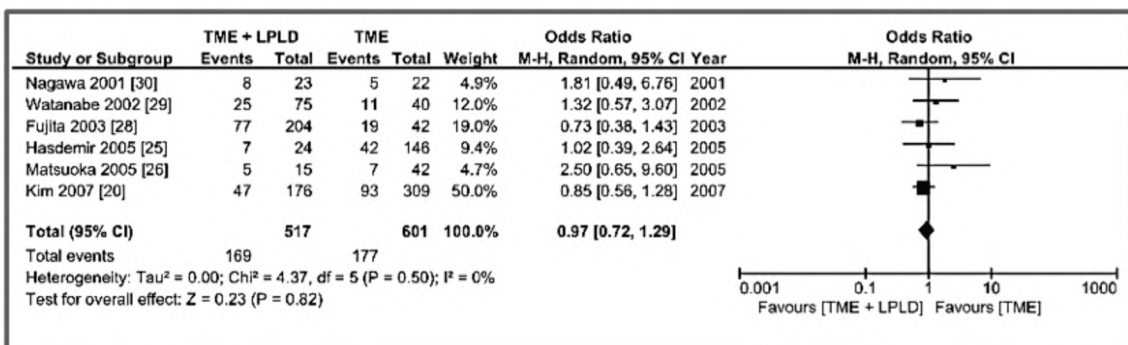 TME + LPLD TME Odds Ratio Odds Ratio
Study or Subgroup Events Total Events Total Weight M-H, Random, 95% CI Year M-H, Random, 95% CI
Nagawa 2001 [30] 8 23 5 22 4.9% 1.81 [0.49, 6.76] 2001
Watanabe 2002 [29] 25 75 11 40 12.0% 1.32 [0.57, 3.07] 2002
Fujita 2003 [28] 77 204 19 42 19.0% 0.73 [0.38, 1.43] 2003
Hasdemir 2005 [25] 7 24 42 146 9.4% 1.02 [0.39, 2.64] 2005
Matsuoka 2005 [26] 5 15 7 42 4.7% 2.50 [0.65, 9.60] 2005
Kim 2007 [20] 47 176 93 309 50.0% 0.85 [0.56, 1.28] 2007
Total (95% CI) 517 601 100.0% 0.97 [0.72, 1.29]
Total events 169 177
Heterogeneity: Tau² = 0.00; Chi² = 4.37, df = 5 (P = 0.50); I² = 0%
Test for overall effect: Z = 0.23 (P = 0.82)
0.001 0.1 1 10 1000
Favours [TME + LPLD] Favours [TME]